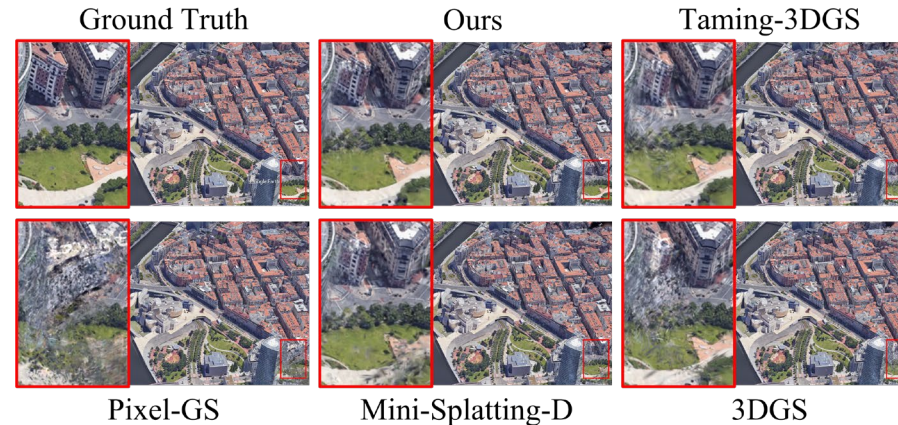 Ground Truth
Ours
Taming-3DGS
Pixel-GS
Mini-Splatting-D
3DGS